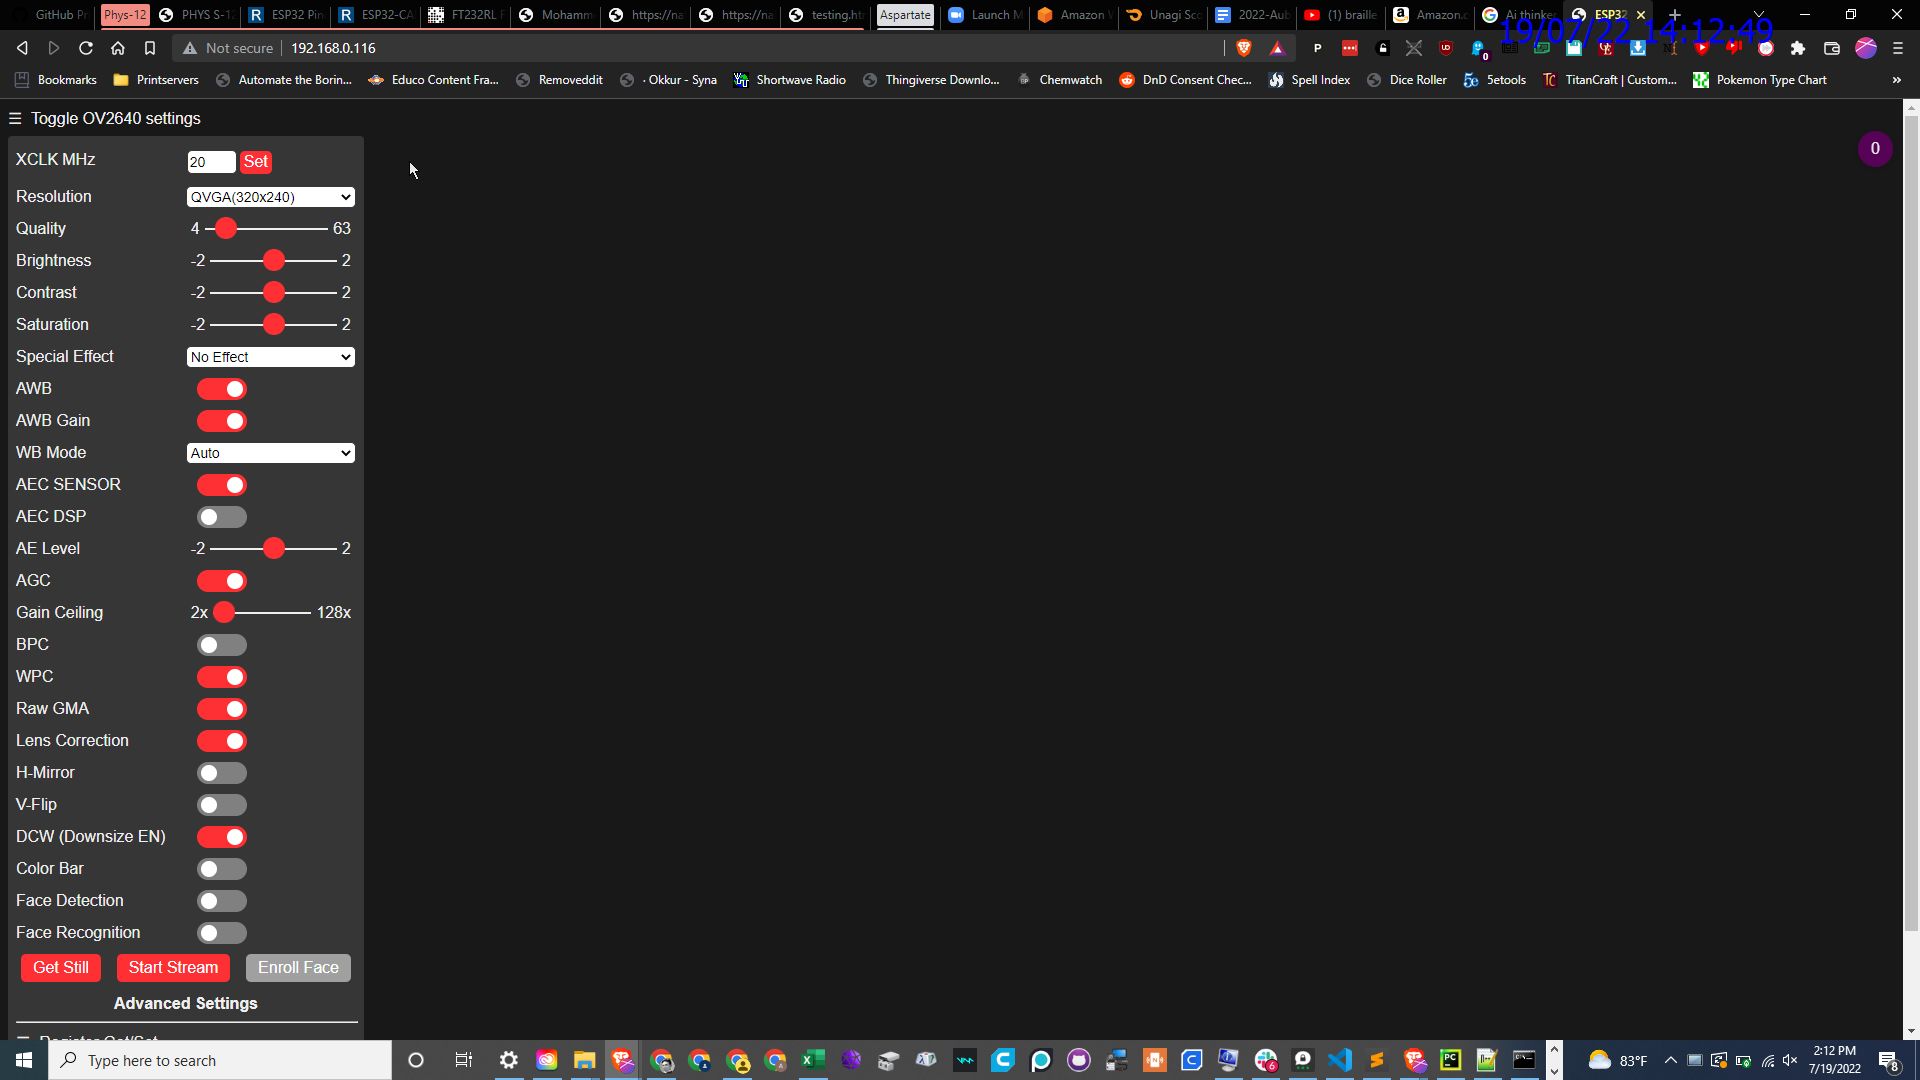 GitHub P
Phys-12
PHYS S-12
ESP32 Pin
ESP32-CA
FT232RL F
Mohamm
https://na
https://na
testing.ht
Aspartate
Launch M
Amazon W
Unagi Sco
2022-Aub
(1) braille
Amazon.c
Ai thinke
ESP32
19/07/22 14:12:49
Not secure
192.168.0.116
Bookmarks
Printservers
Automate the Borin...
Educo Content Fra...
Removeddit
· Okkur - Syna
Shortwave Radio
Thingiverse Downlo...
Chemwatch
DnD Consent Chec...
Spell Index
Dice Roller
5etools
TitanCraft | Custom...
Pokemon Type Chart
»
☰ Toggle OV2640 settings
0
XCLK MHz 20 Set
Resolution QVGA(320x240)
Quality 4 63
Brightness -2 2
Contrast -2 2
Saturation -2 2
Special Effect No Effect
AWB
AWB Gain
WB Mode Auto
AEC SENSOR
AEC DSP
AE Level -2 2
AGC
Gain Ceiling 2x 128x
BPC
WPC
Raw GMA
Lens Correction
H-Mirror
V-Flip
DCW (Downsize EN)
Color Bar
Face Detection
Face Recognition
Get Still Start Stream Enroll Face
Advanced Settings
☰ Register Get/Set
Type here to search
83°F
2:12 PM
7/19/2022
8